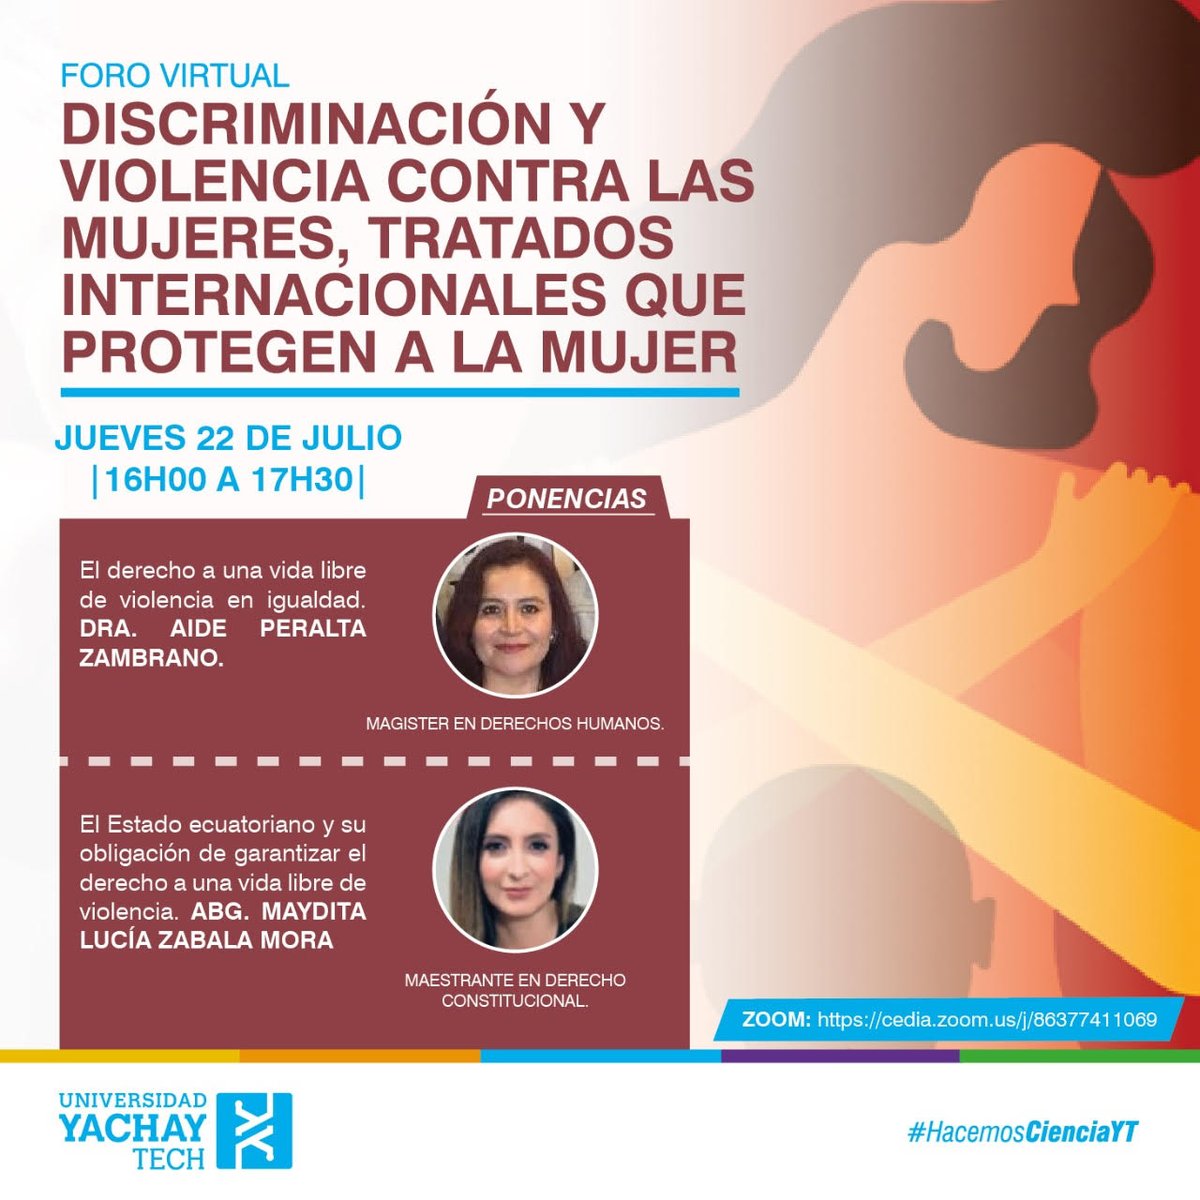 FORO VIRTUAL
DISCRIMINACIÓN Y
VIOLENCIA CONTRA LAS
MUJERES, TRATADOS
INTERNACIONALES QUE
PROTEGEN A LA MUJER
JUEVES 22 DE JULIO
|16H00 A 17H30|
PONENCIAS
El derecho a una vida libre
de violencia en igualdad.
DRA. AIDE PERALTA
ZAMBRANO.
MAGISTER EN DERECHOS HUMANOS.
El Estado ecuatoriano y su
obligación de garantizar el
derecho a una vida libre de
violencia. ABG. MAYDITA
LUCÍA ZABALA MORA
MAESTRANTE EN DERECHO
CONSTITUCIONAL.
ZOOM: https://cedia.zoom.us/j/86377411069
UNIVERSIDAD
YACHAY
TECH
#HacemosCienciaYT